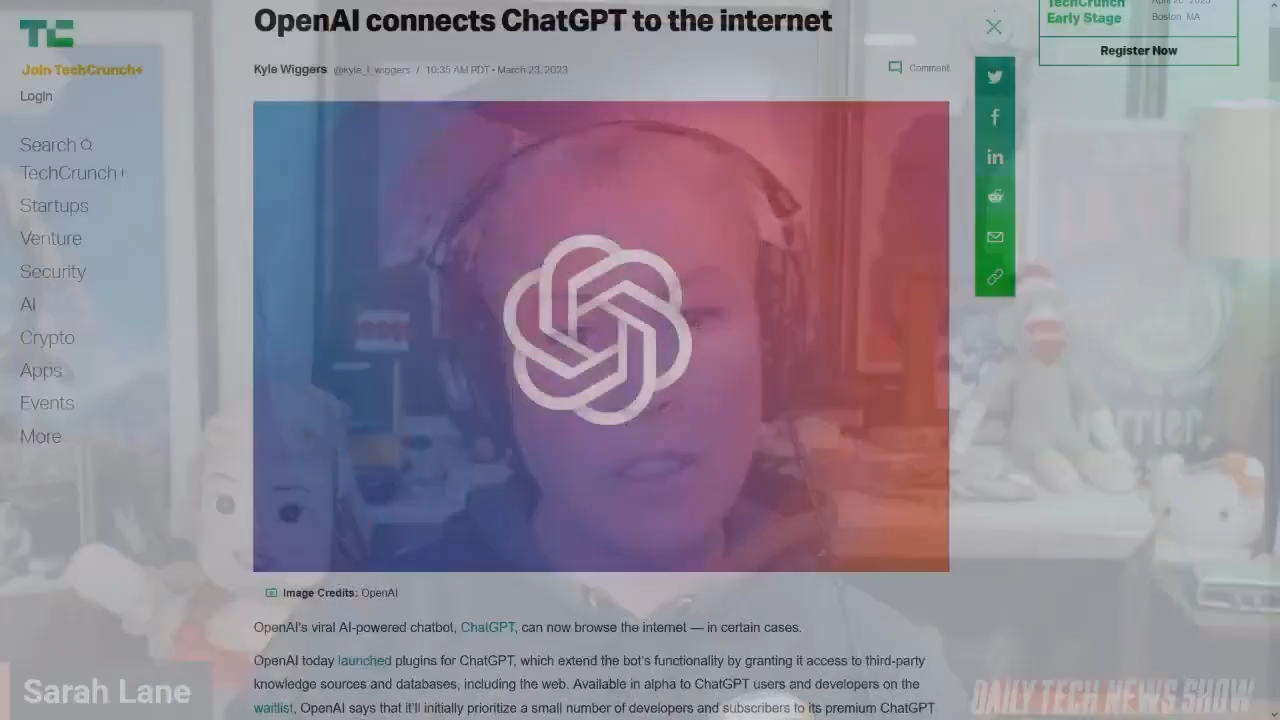 OpenAI connects ChatGPT to the internet
Kyle Wiggers @kyle_l_wiggers / 10:35 AM PDT • March 23, 2023
Comment
TC
Join TechCrunch+
Login
Search
TechCrunch+
Startups
Venture
Security
AI
Crypto
Apps
Events
More
TechCrunch
Early Stage
April 20, 2023
Boston MA
Register Now
Image Credits: OpenAI
OpenAI's viral AI-powered chatbot, ChatGPT, can now browse the internet — in certain cases.
OpenAI today launched plugins for ChatGPT, which extend the bot's functionality by granting it access to third-party
knowledge sources and databases, including the web. Available in alpha to ChatGPT users and developers on the
waitlist, OpenAI says that it'll initially prioritize a small number of developers and subscribers to its premium ChatGPT
Sarah Lane
DAILY TECH NEWS SHOW